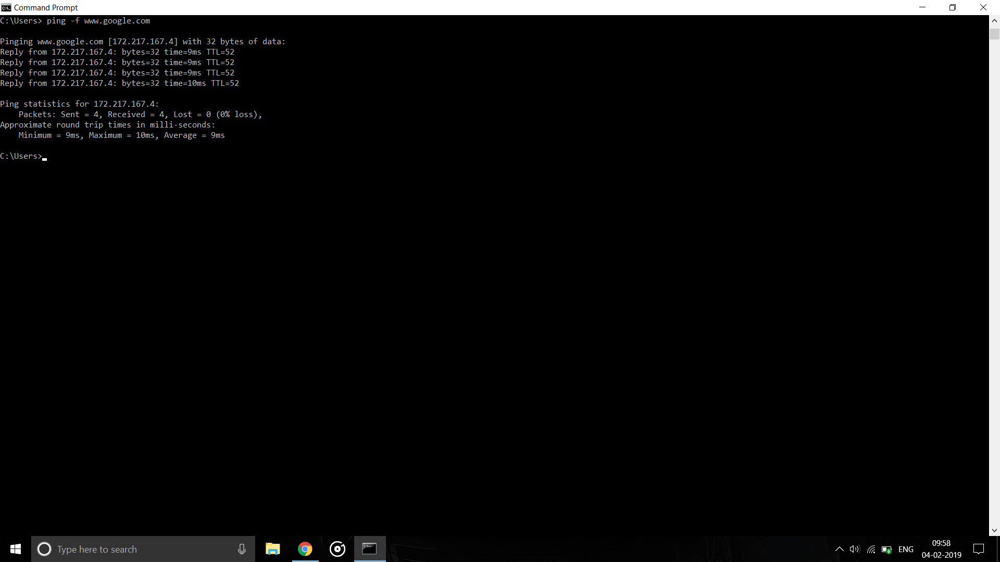 Command Prompt
C:\Users> ping -f www.google.com
Pinging www.google.com [172.217.167.4] with 32 bytes of data:
Reply from 172.217.167.4: bytes=32 time=9ms TTL=52
Reply from 172.217.167.4: bytes=32 time=9ms TTL=52
Reply from 172.217.167.4: bytes=32 time=9ms TTL=52
Reply from 172.217.167.4: bytes=32 time=10ms TTL=52
Ping statistics for 172.217.167.4:
    Packets: Sent = 4, Received = 4, Lost = 0 (0% loss),
Approximate round trip times in milli-seconds:
    Minimum = 9ms, Maximum = 10ms, Average = 9ms
C:\Users>
Type here to search
ENG
09:58
04-02-2019